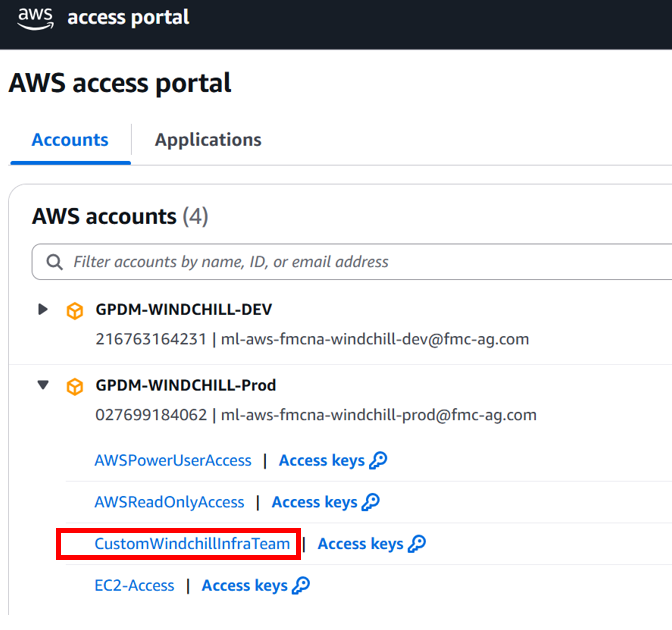 aws access portal
AWS access portal
Accounts Applications
AWS accounts (4)
Filter accounts by name, ID, or email address
GPDM-WINDCHILL-DEV
216763164231 | ml-aws-fmcna-windchill-dev@fmc-ag.com
GPDM-WINDCHILL-Prod
027699184062 | ml-aws-fmcna-windchill-prod@fmc-ag.com
AWSPowerUserAccess | Access keys
AWSReadOnlyAccess | Access keys
CustomWindchillInfraTeam | Access keys
EC2-Access | Access keys